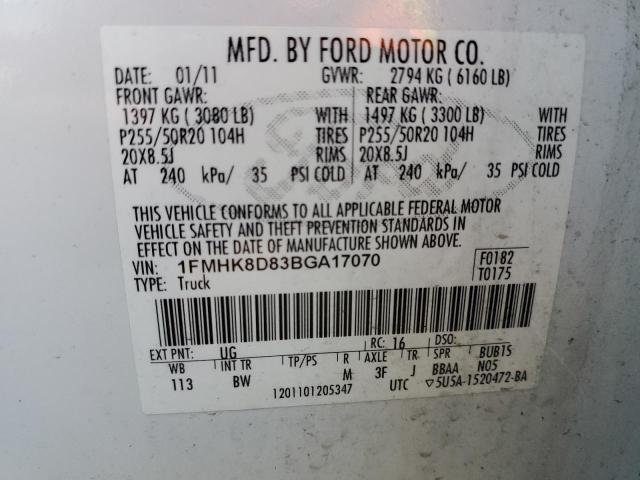 MFD. BY FORD MOTOR CO.
DATE: 01/11 GVWR: 2794 KG ( 6160 LB)
FRONT GAWR: REAR GAWR:
1397 KG ( 3080 LB) WITH 1497 KG ( 3300 LB) WITH
P255/50R20 104H TIRES P255/50R20 104H TIRES
20X8.5J RIMS 20X8.5J RIMS
AT 240 kPa/ 35 PSI COLD AT 240 kPa/ 35 PSI COLD
THIS VEHICLE CONFORMS TO ALL APPLICABLE FEDERAL MOTOR
VEHICLE SAFETY AND THEFT PREVENTION STANDARDS IN
EFFECT ON THE DATE OF MANUFACTURE SHOWN ABOVE.
VIN: 1FMHK8D83BGA17070 F0182
TYPE: Truck T0175
EXT PNT: UG RC: 16 DSO:
WB INT TR TP/PS R AXLE TR SPR BUB15
113 BW M 3F J BBAA N05
1201101205347 UTC ▽5U5A-1520472-BA